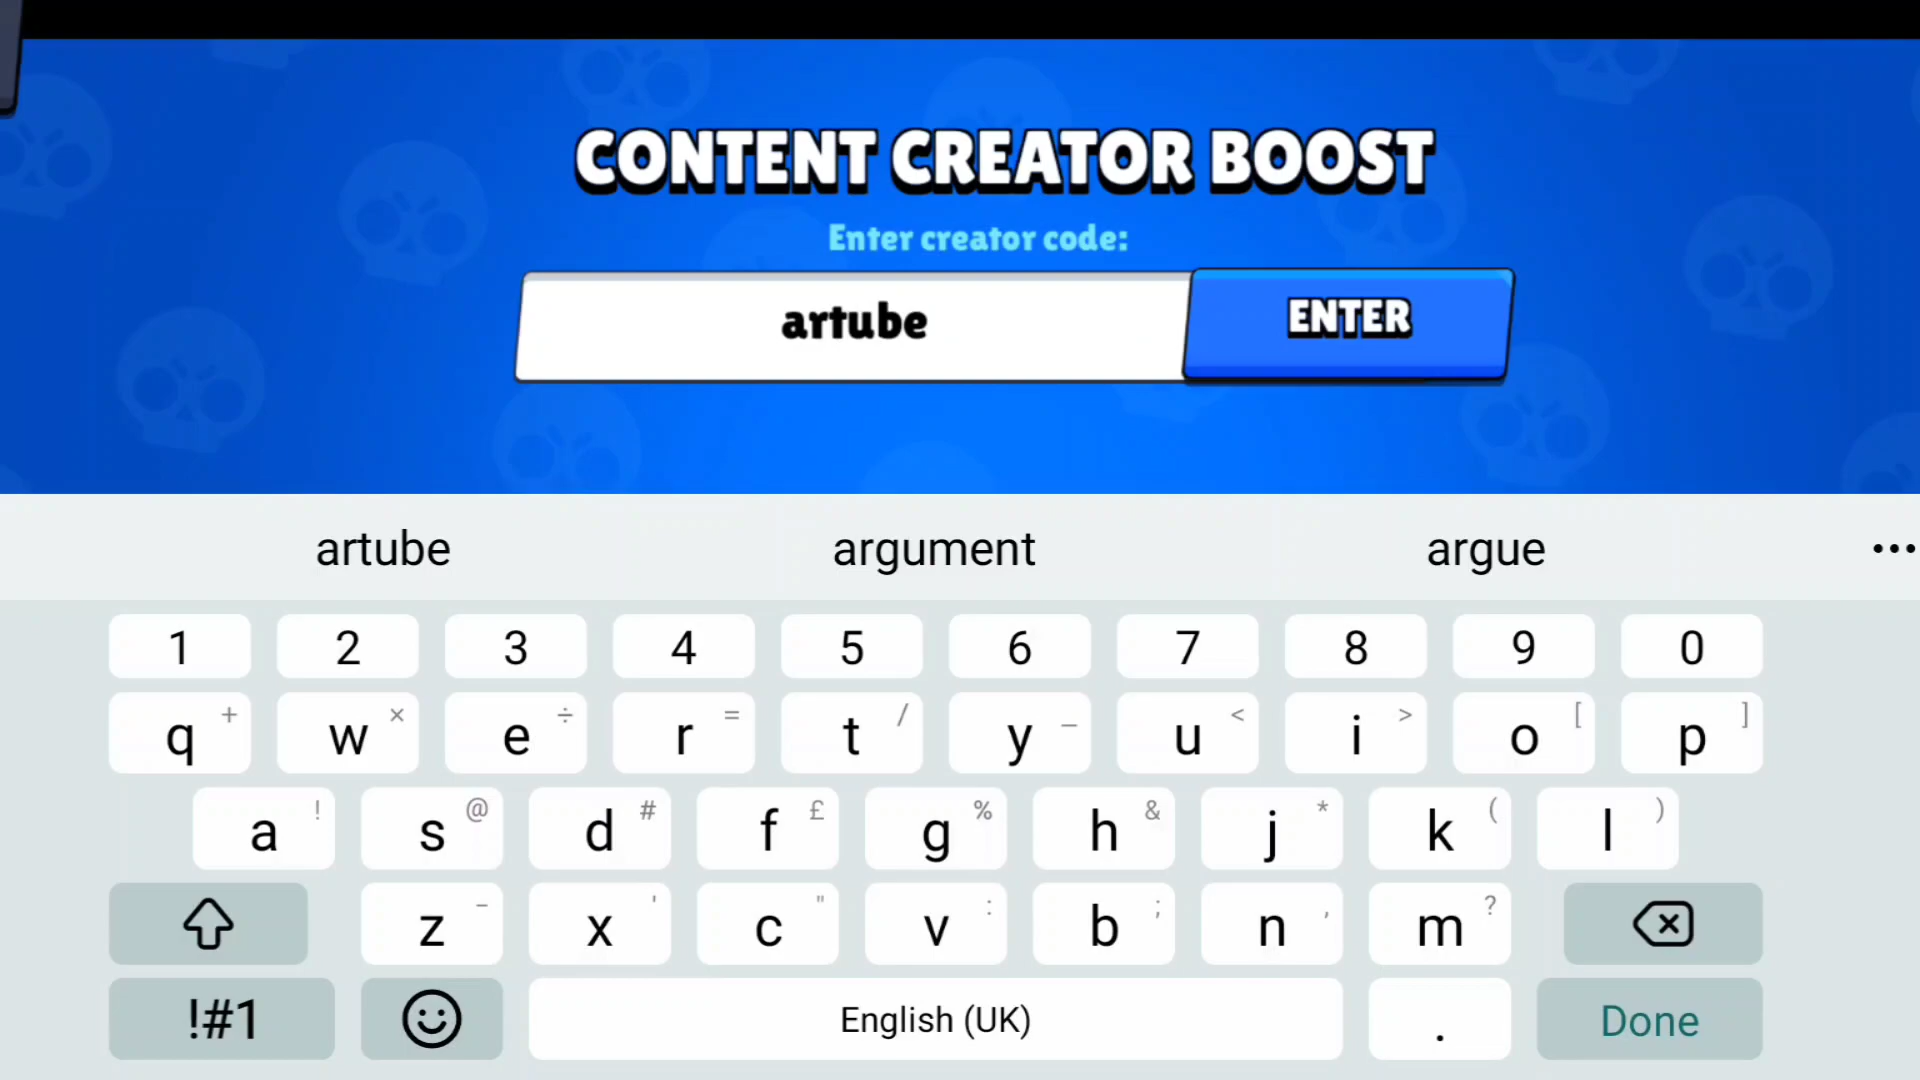 CONTENT CREATOR BOOST
Enter creator code:
artube ENTER
artube argument argue ...
1 2 3 4 5 6 7 8 9 0
q + w × e ÷ r = t / y _ u < i > o [ p ]
a ! s @ d # f £ g % h & j * k ( l )
z - x ' c " v : b ; n , m ?
!#1 English (UK) . Done